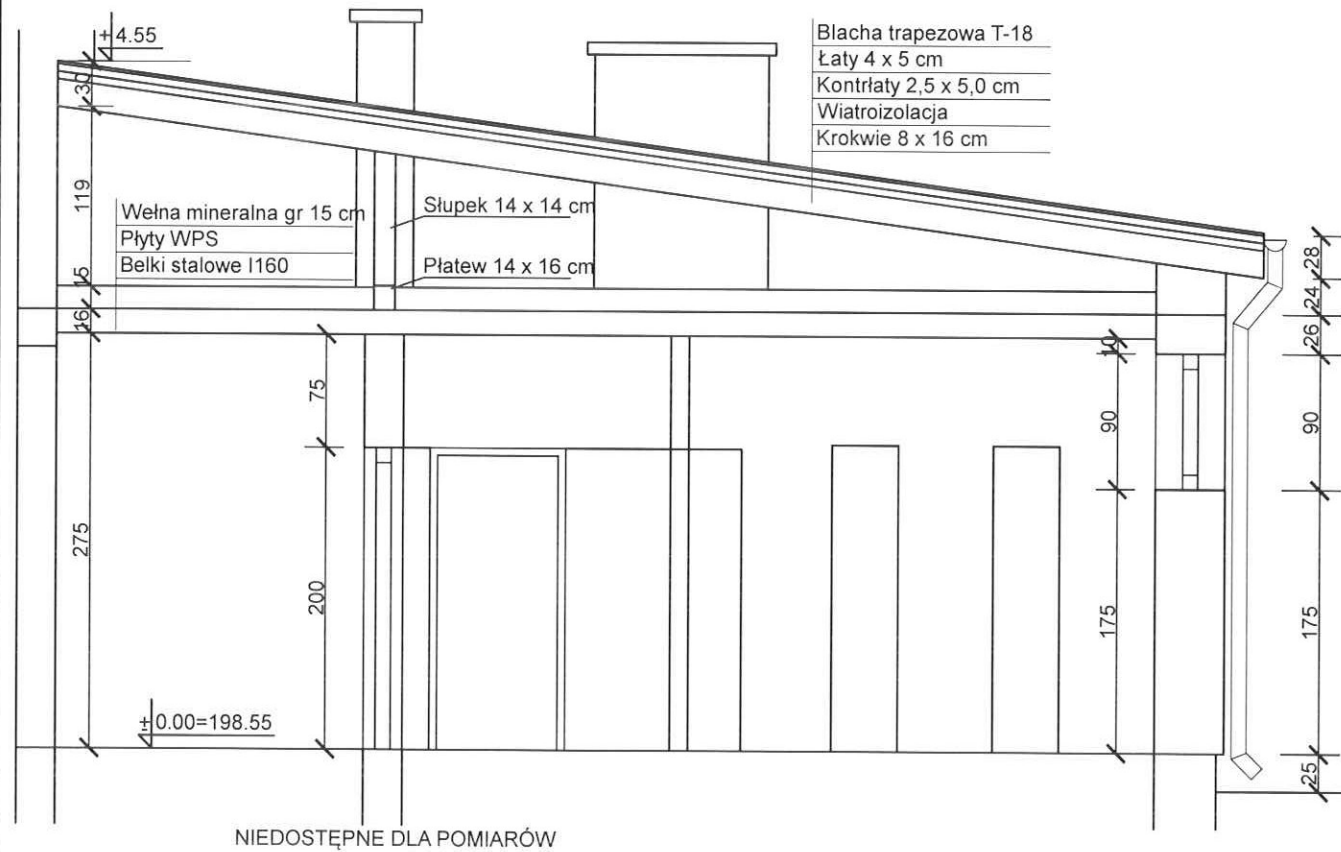 + 4.55
Blacha trapezowa T-18
Łaty 4 x 5 cm
Kontrłaty 2,5 x 5,0 cm
Wiatroizolacja
Krokwie 8 x 16 cm
30
119
15
16
275
Wełna mineralna gr 15 cm
Płyty WPS
Belki stalowe I160
Słupek 14 x 14 cm
Płatew 14 x 16 cm
75
200
10
90
175
28
24
26
90
175
25
± 0.00=198.55
NIEDOSTĘPNE DLA POMIARÓW